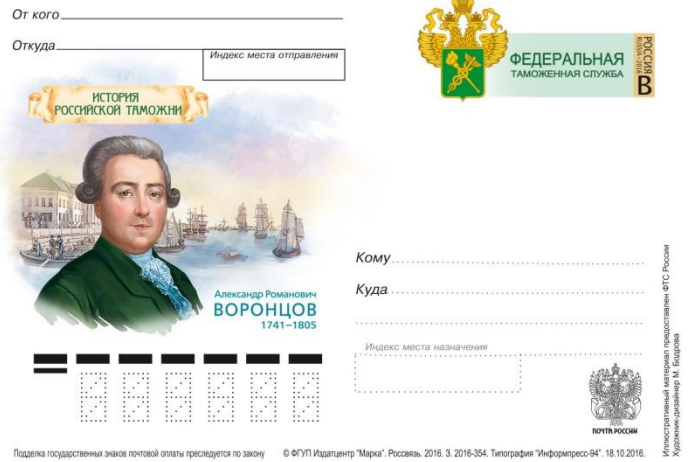 От кого
Откуда
Индекс места отправления
ФЕДЕРАЛЬНАЯ
ТАМОЖЕННАЯ СЛУЖБА
РОССИЯ
RUSSIA•2016
В
ИСТОРИЯ
РОССИЙСКОЙ ТАМОЖНИ
Александр Романович
ВОРОНЦОВ
1741–1805
Кому
Куда
Индекс места назначения
ПОЧТА РОССИИ
Иллюстративный материал предоставлен ФТС России
Художник-дизайнер М. Бодрова
Подделка государственных знаков почтовой оплаты преследуется по закону
© ФГУП Издатцентр "Марка". Россвязь. 2016. З. 2016-354. Типография "Информпресс-94". 18.10.2016.